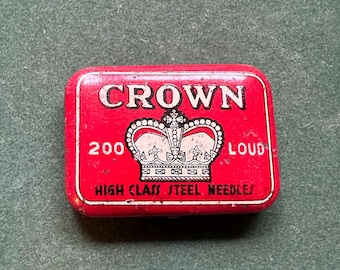 CROWN
200 LOUD
HIGH CLASS STEEL NEEDLES